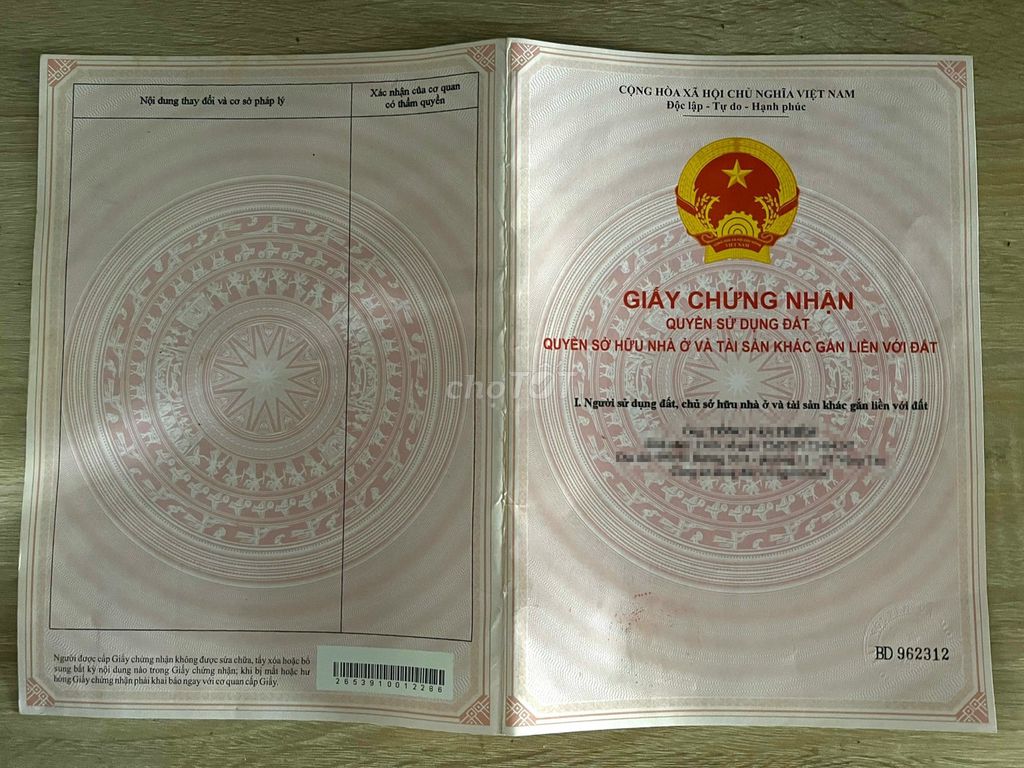 Nội dung thay đổi và cơ sở pháp lý
Xác nhận của cơ quan
có thẩm quyền
Người được cấp Giấy chứng nhận không được sửa chữa, tẩy xóa hoặc bổ
sung bất kỳ nội dung nào trong Giấy chứng nhận; khi bị mất hoặc hư
hỏng Giấy chứng nhận phải khai báo ngay với cơ quan cấp Giấy.
2653910012286
CỘNG HÒA XÃ HỘI CHỦ NGHĨA VIỆT NAM
Độc lập - Tự do - Hạnh phúc
VIỆT NAM
GIẤY CHỨNG NHẬN
QUYỀN SỬ DỤNG ĐẤT
QUYỀN SỞ HỮU NHÀ Ở VÀ TÀI SẢN KHÁC GẮN LIỀN VỚI ĐẤT
choTỐT
I. Người sử dụng đất, chủ sở hữu nhà ở và tài sản khác gắn liền với đất
BD 962312